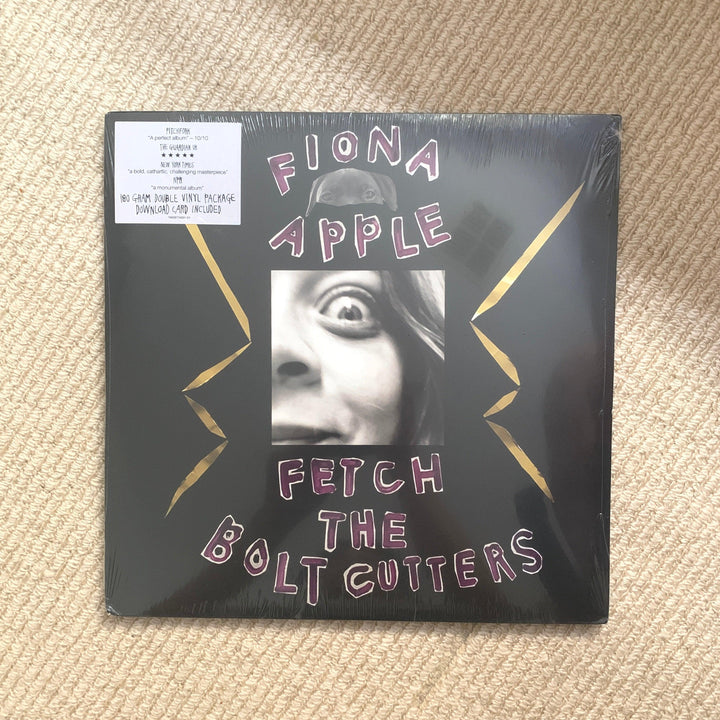 PITCHFORK
"A perfect album" – 10/10
THE GUARDIAN UK
★★★★★
NEW YORK TIMES
"a bold, cathartic, challenging masterpiece"
NPR
"a monumental album"
180 GRAM DOUBLE VINYL PACKAGE
DOWNLOAD CARD INCLUDED
FIONA
APPLE
FETCH
THE
BOLT CUTTERS